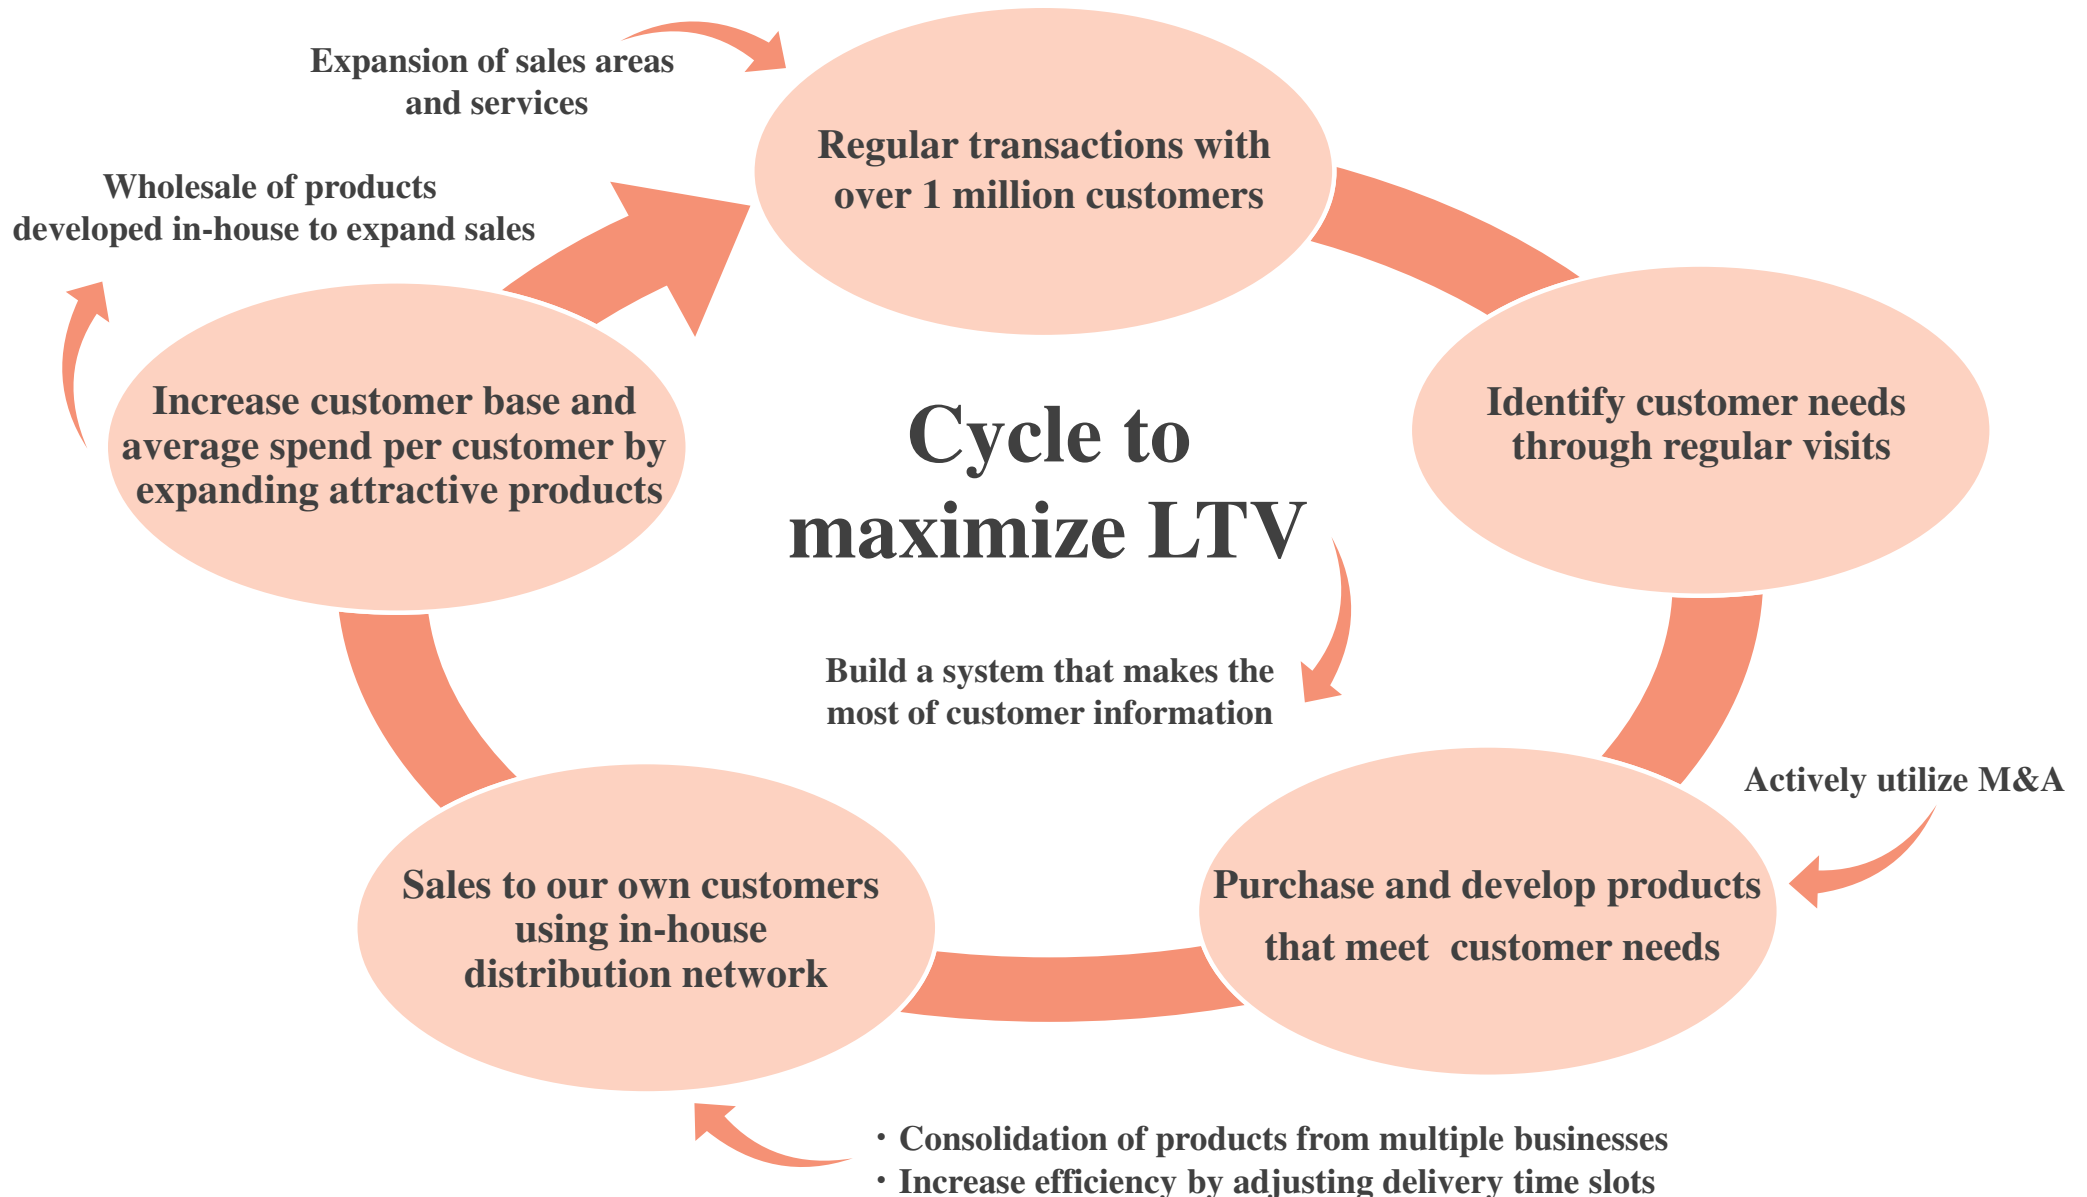 Expansion of sales areas
and services
Regular transactions with
over 1 million customers
Wholesale of products
developed in-house to expand sales
Increase customer base and
average spend per customer by
expanding attractive products
Cycle to
maximize LTV
Identify customer needs
through regular visits
Build a system that makes the
most of customer information
Actively utilize M&A
Purchase and develop products
that meet customer needs
Sales to our own customers
using in-house
distribution network
・Consolidation of products from multiple businesses
・Increase efficiency by adjusting delivery time slots